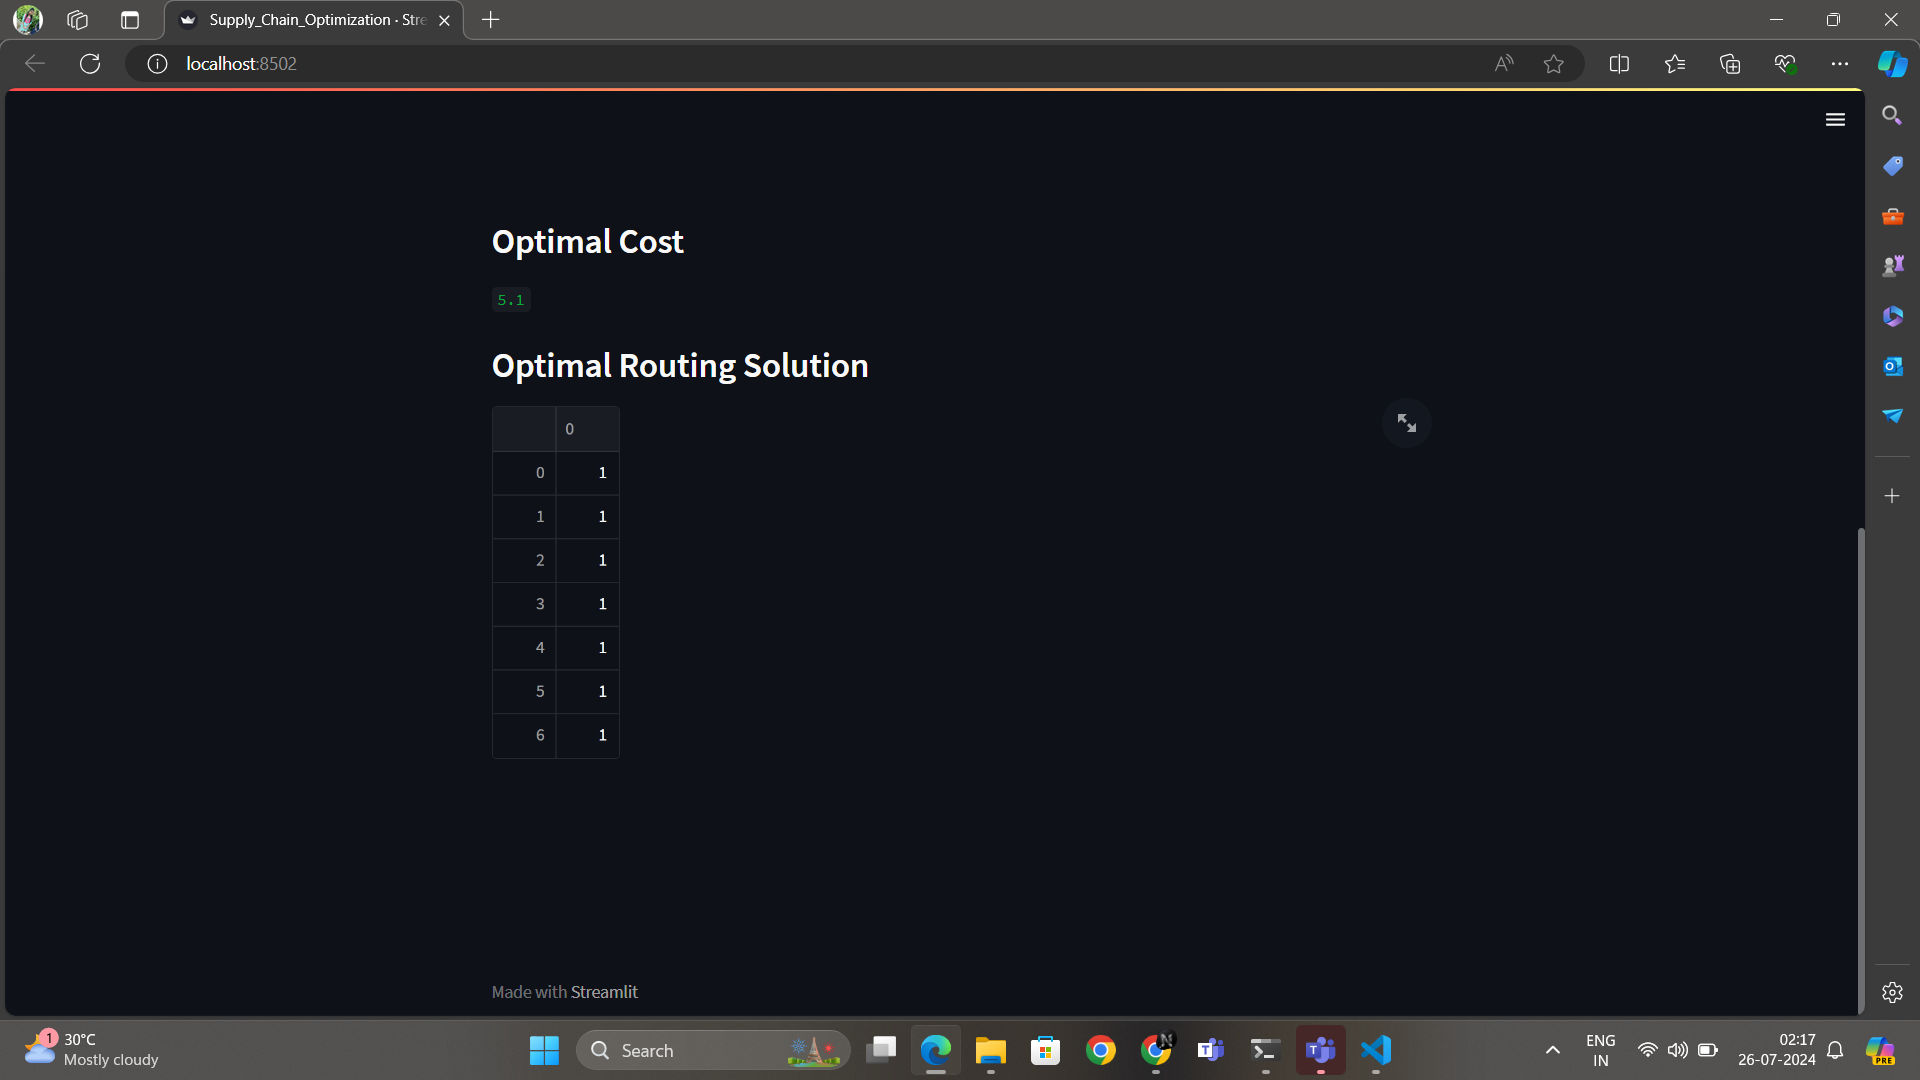 Supply_Chain_Optimization · Stre
localhost:8502
Optimal Cost
5.1
Optimal Routing Solution
0
0 1
1 1
2 1
3 1
4 1
5 1
6 1
Made with Streamlit
1
30°C
Mostly cloudy
Search
N
T
T
ENG
IN
02:17
26-07-2024
PRE